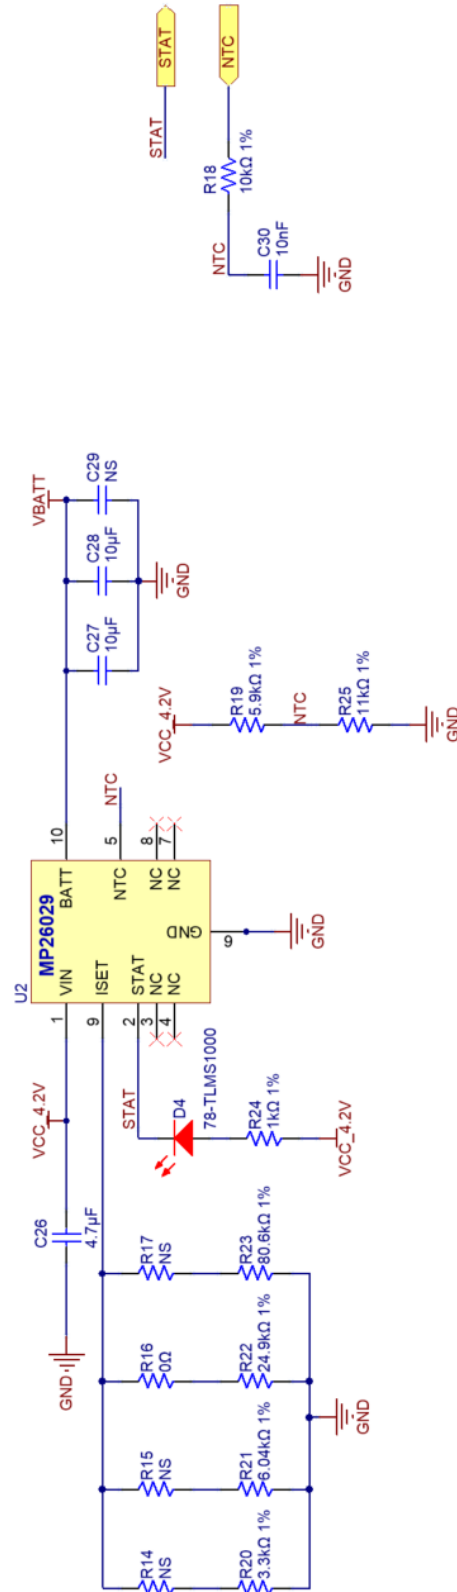 GND
C26
4.7µF
VCC_4.2V
U2
MP26029
1
VIN
9
ISET
2
STAT
3
NC
4
NC
GND
9
BATT
10
NTC
5
NC
8
NC
7
NTC
GND
STAT
D4
78-TLMS1000
R24
1kΩ 1%
VCC_4.2V
R14
NS
R15
NS
R16
0Ω
R17
NS
R20
3.3kΩ 1%
R21
6.04kΩ 1%
R22
24.9kΩ 1%
R23
80.6kΩ 1%
GND
VBATT
C27
10µF
C28
10µF
C29
NS
GND
VCC_4.2V
R19
5.9kΩ 1%
NTC
R25
11kΩ 1%
GND
STAT
STAT
NTC
R18
10kΩ 1%
NTC
C30
10nF
GND